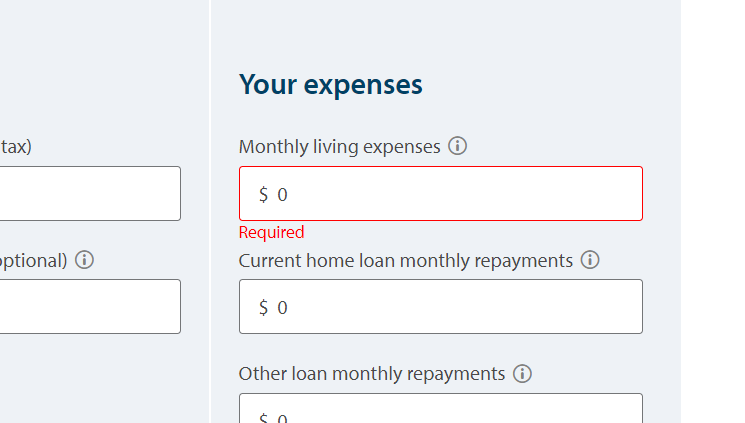 Your expenses
tax)
Monthly living expenses
$ 0
Required
optional)
Current home loan monthly repayments
$ 0
Other loan monthly repayments
$ 0